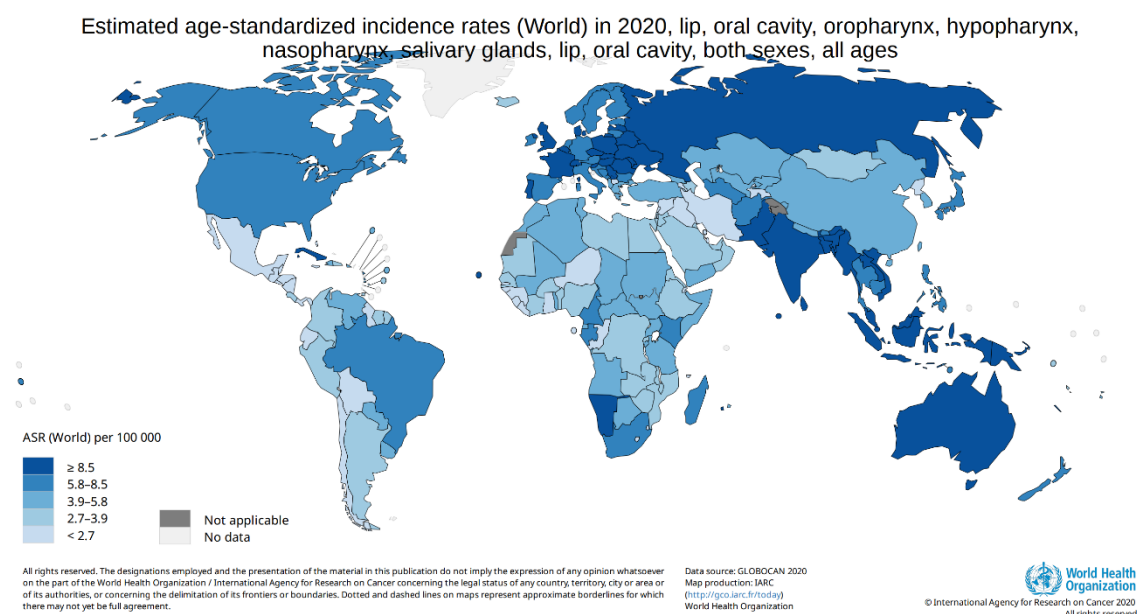 Estimated age-standardized incidence rates (World) in 2020, lip, oral cavity, oropharynx, hypopharynx,
nasopharynx, salivary glands, lip, oral cavity, both sexes, all ages
ASR (World) per 100 000
≥ 8.5
5.8–8.5
3.9–5.8
2.7–3.9
< 2.7
Not applicable
No data
All rights reserved. The designations employed and the presentation of the material in this publication do not imply the expression of any opinion whatsoever
on the part of the World Health Organization / International Agency for Research on Cancer concerning the legal status of any country, territory, city or area or
of its authorities, or concerning the delimitation of its frontiers or boundaries. Dotted and dashed lines on maps represent approximate borderlines for which
there may not yet be full agreement.
Data source: GLOBOCAN 2020
Map production: IARC
(http://gco.iarc.fr/today)
World Health Organization
World Health
Organization
© International Agency for Research on Cancer 2020
All rights reserved